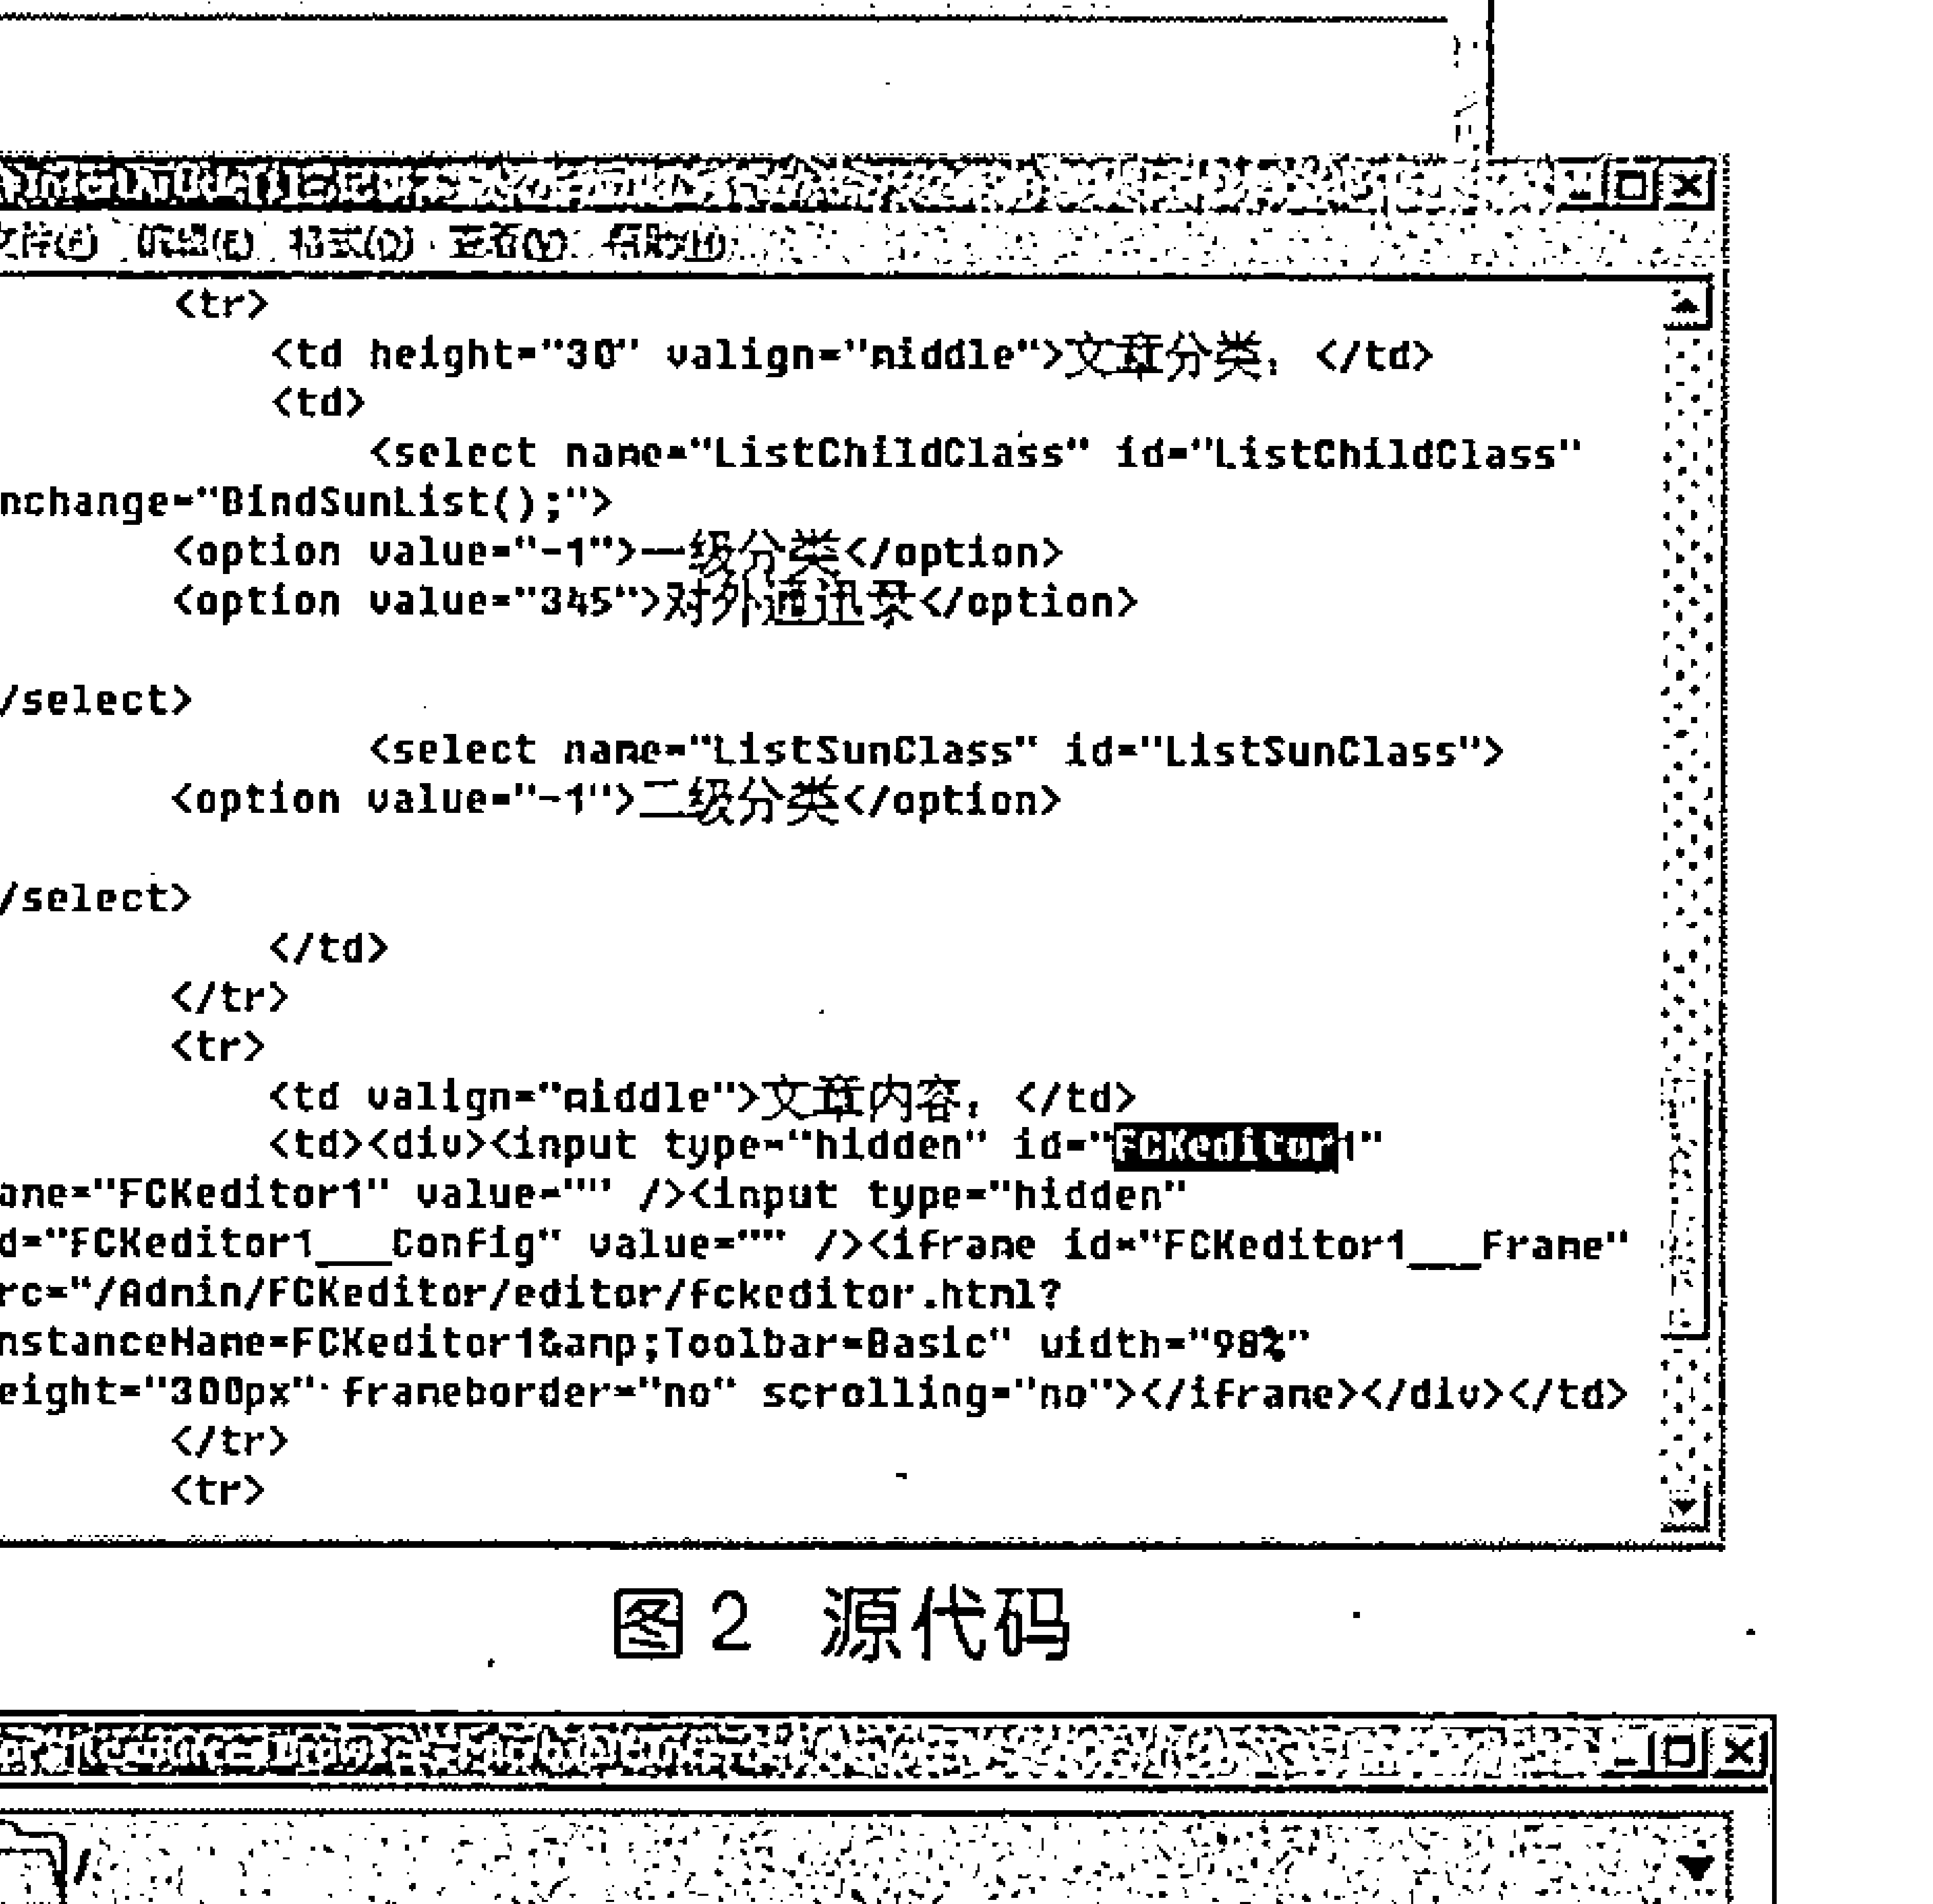 <tr>
<td height="30" valign="middle">文章分类：</td>
<td>
<select name="ListChildClass" id="ListChildClass"
nchange="BindSunList();">
<option value="-1">一级分类</option>
<option value="345">对外通讯录</option>
/select>
<select name="ListSunClass" id="ListSunClass">
<option value="-1">二级分类</option>
/select>
</td>
</tr>
<tr>
<td valign="middle">文章内容：</td>
<td><div><input type="hidden" id="FCKeditor1"
ame="FCKeditor1" value="" /><input type="hidden"
d="FCKeditor1___Config" value="" /><iframe id="FCKeditor1___Frame"
rc="/Admin/FCKeditor/editor/fckeditor.html?
nstanceName=FCKeditor1&amp;Toolbar=Basic" width="98%"
eight="300px" frameborder="no" scrolling="no"></iframe></div></td>
</tr>
<tr>
图2 源代码
/